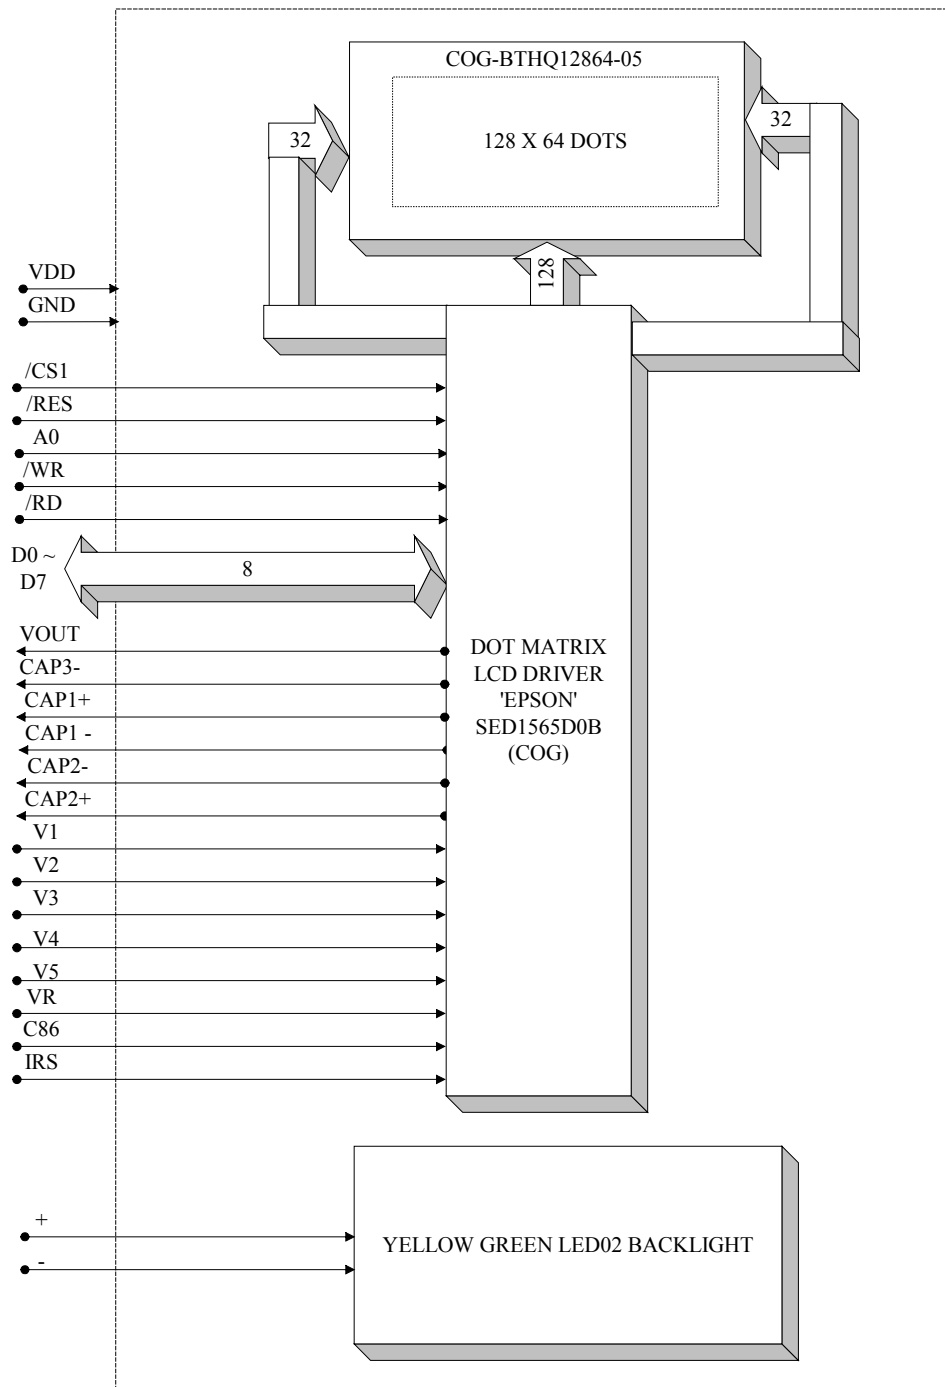 COG-BTHQ12864-05
32
128 X 64 DOTS
32
128
VDD
GND
/CS1
/RES
A0
/WR
/RD
D0 ~
D7
8
VOUT
CAP3-
CAP1+
CAP1 -
CAP2-
CAP2+
V1
V2
V3
V4
V5
VR
C86
IRS
DOT MATRIX
LCD DRIVER
'EPSON'
SED1565D0B
(COG)
+
-
YELLOW GREEN LED02 BACKLIGHT